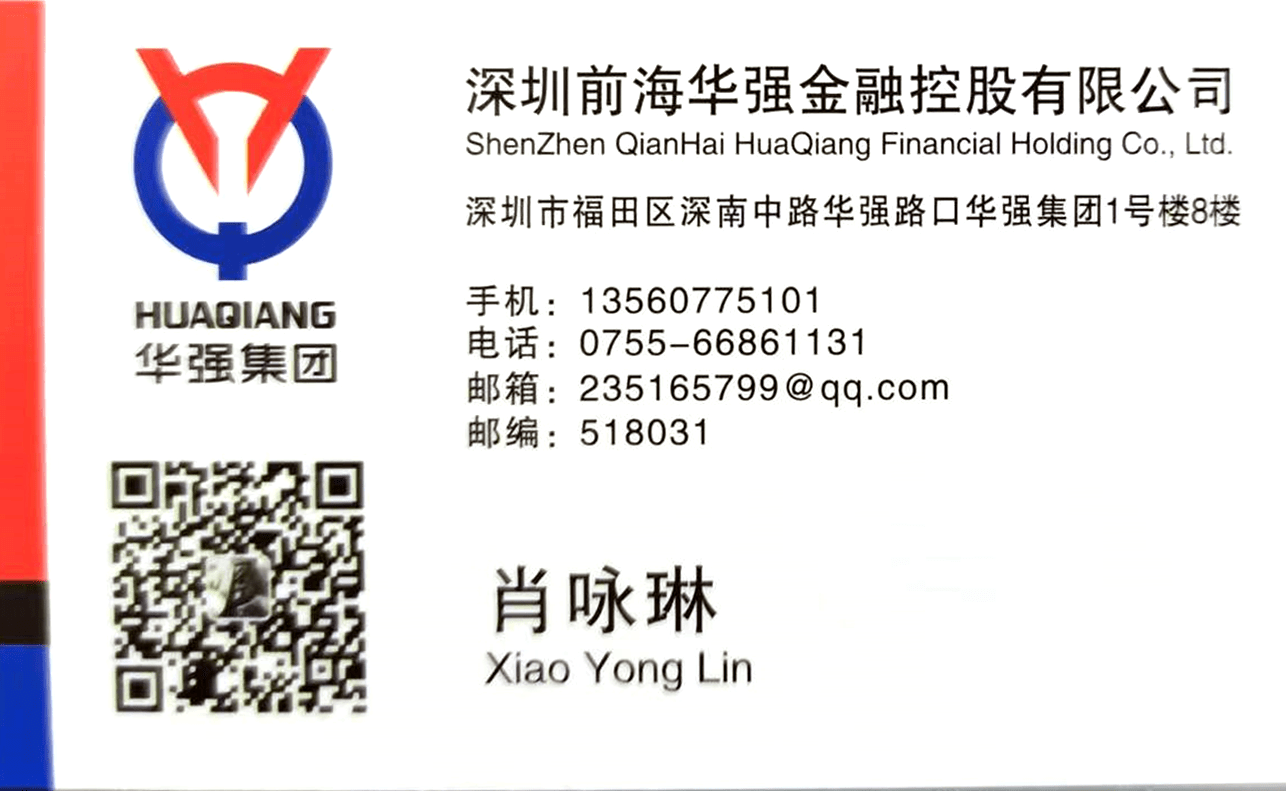 深圳前海华强金融控股有限公司
ShenZhen QianHai HuaQiang Financial Holding Co., Ltd.
深圳市福田区深南中路华强路口华强集团1号楼8楼
HUAQIANG
华强集团
手机：13560775101
电话：0755-66861131
邮箱：235165799@qq.com
邮编：518031
肖咏琳
Xiao Yong Lin